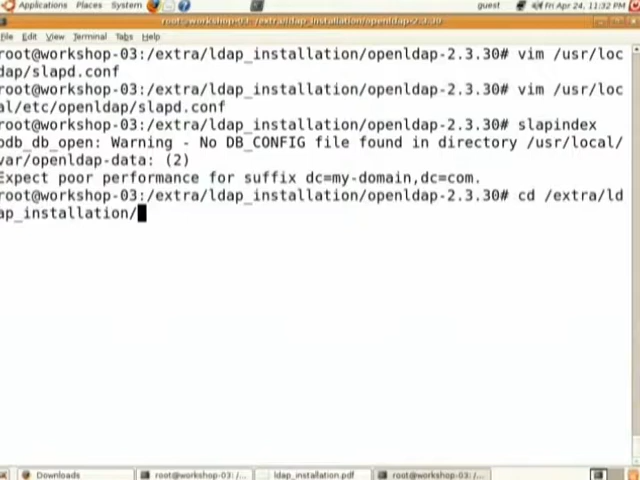 Applications Places System guest Fri Apr 24, 11:32 PM
root@workshop-03: /extra/ldap_installation/openldap-2.3.30
File Edit View Terminal Tabs Help
root@workshop-03:/extra/ldap_installation/openldap-2.3.30# vim /usr/loc
dap/slapd.conf
root@workshop-03:/extra/ldap_installation/openldap-2.3.30# vim /usr/loc
al/etc/openldap/slapd.conf
root@workshop-03:/extra/ldap_installation/openldap-2.3.30# slapindex
bdb_db_open: Warning - No DB_CONFIG file found in directory /usr/local/
var/openldap-data: (2)
Expect poor performance for suffix dc=my-domain,dc=com.
root@workshop-03:/extra/ldap_installation/openldap-2.3.30# cd /extra/ld
ap_installation/
Downloads root@workshop-03: /... ldap_installation.pdf root@workshop-03: /...